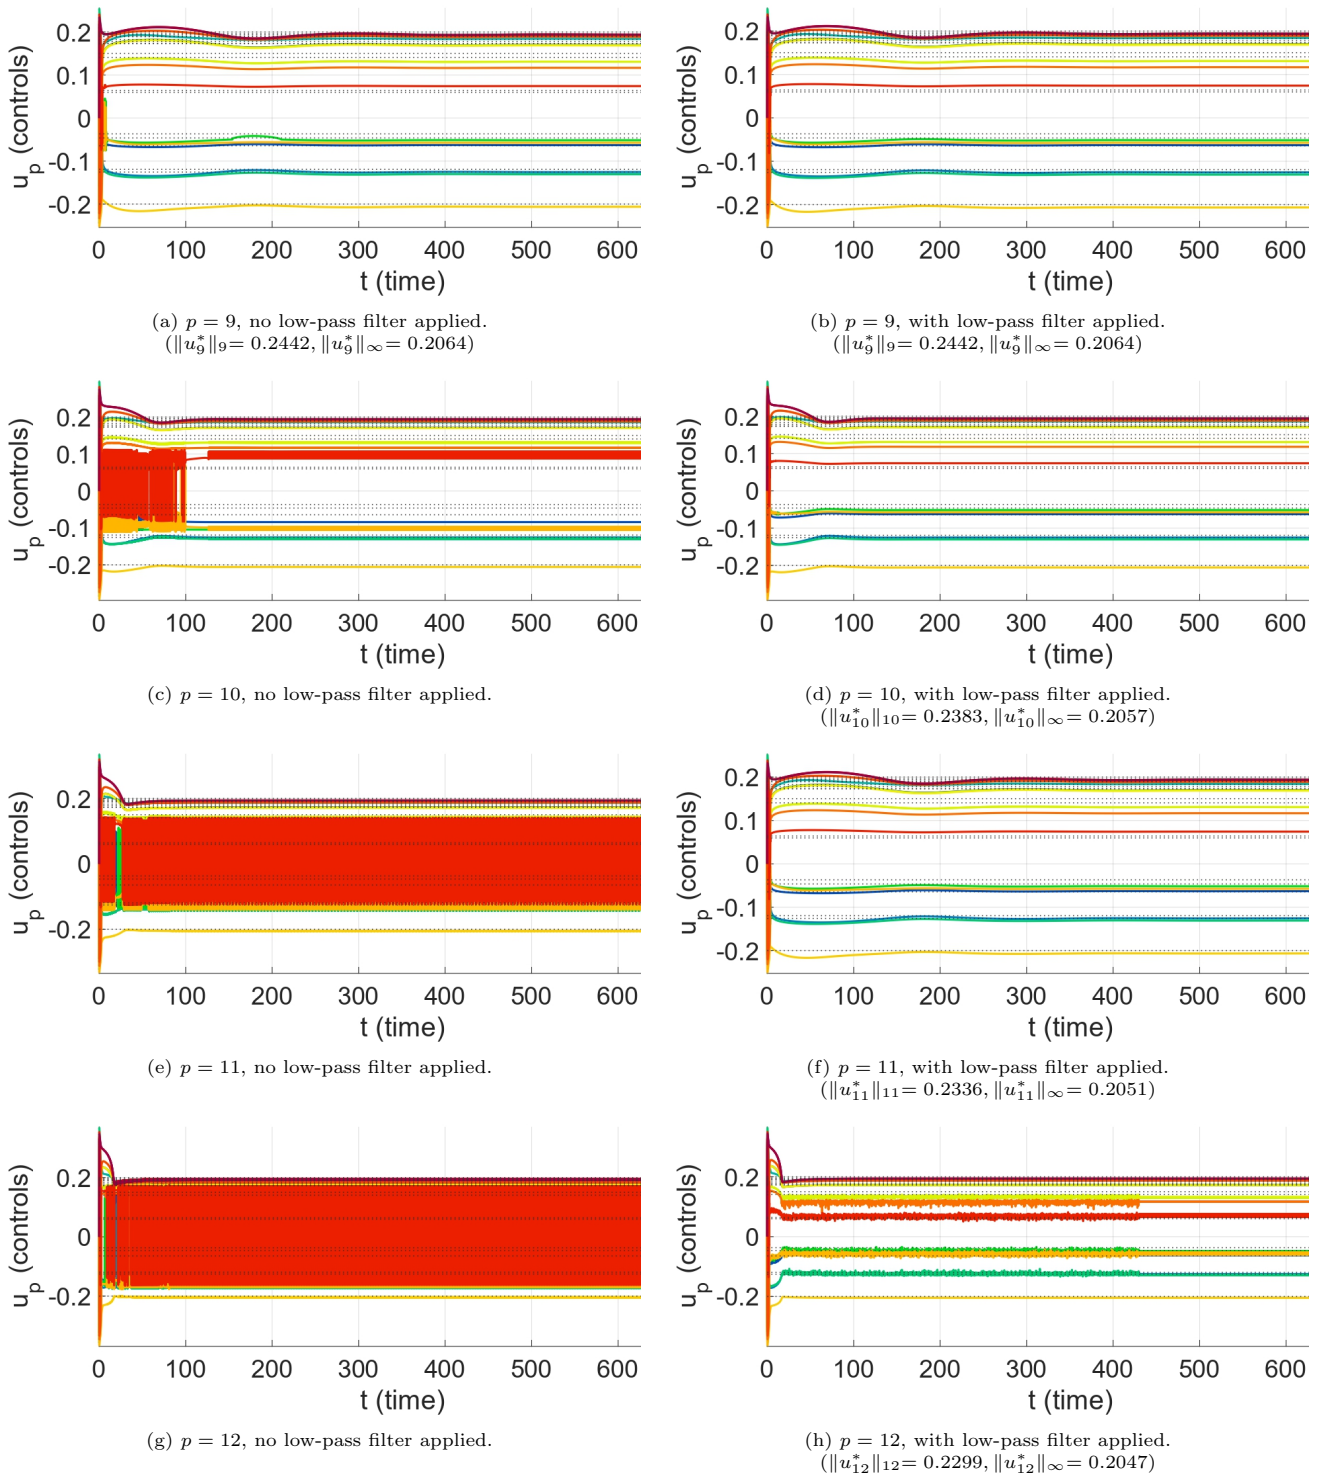 0.2
0.1
0
-0.1
-0.2
u_p (controls)
0 100 200 300 400 500 600
t (time)
(a) p = 9, no low-pass filter applied.
(‖u*_9‖_9= 0.2442, ‖u*_9‖_∞= 0.2064)
0.2
0.1
0
-0.1
-0.2
u_p (controls)
0 100 200 300 400 500 600
t (time)
(b) p = 9, with low-pass filter applied.
(‖u*_9‖_9= 0.2442, ‖u*_9‖_∞= 0.2064)
0.2
0.1
0
-0.1
-0.2
u_p (controls)
0 100 200 300 400 500 600
t (time)
(c) p = 10, no low-pass filter applied.
0.2
0.1
0
-0.1
-0.2
u_p (controls)
0 100 200 300 400 500 600
t (time)
(d) p = 10, with low-pass filter applied.
(‖u*_10‖_10= 0.2383, ‖u*_10‖_∞= 0.2057)
0.2
0
-0.2
u_p (controls)
0 100 200 300 400 500 600
t (time)
(e) p = 11, no low-pass filter applied.
0.2
0.1
0
-0.1
-0.2
u_p (controls)
0 100 200 300 400 500 600
t (time)
(f) p = 11, with low-pass filter applied.
(‖u*_11‖_11= 0.2336, ‖u*_11‖_∞= 0.2051)
0.2
0
-0.2
u_p (controls)
0 100 200 300 400 500 600
t (time)
(g) p = 12, no low-pass filter applied.
0.2
0
-0.2
u_p (controls)
0 100 200 300 400 500 600
t (time)
(h) p = 12, with low-pass filter applied.
(‖u*_12‖_12= 0.2299, ‖u*_12‖_∞= 0.2047)